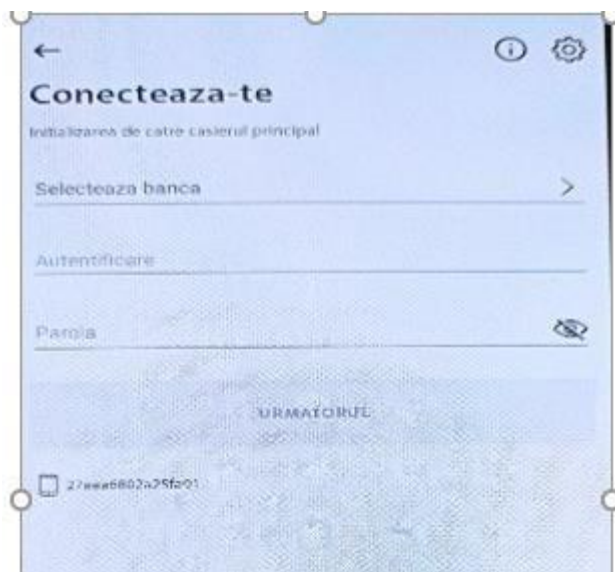 Conecteaza-te
Initializarea de catre casierul principal
Selecteaza banca
Autentificare
Parola
URMATORUL